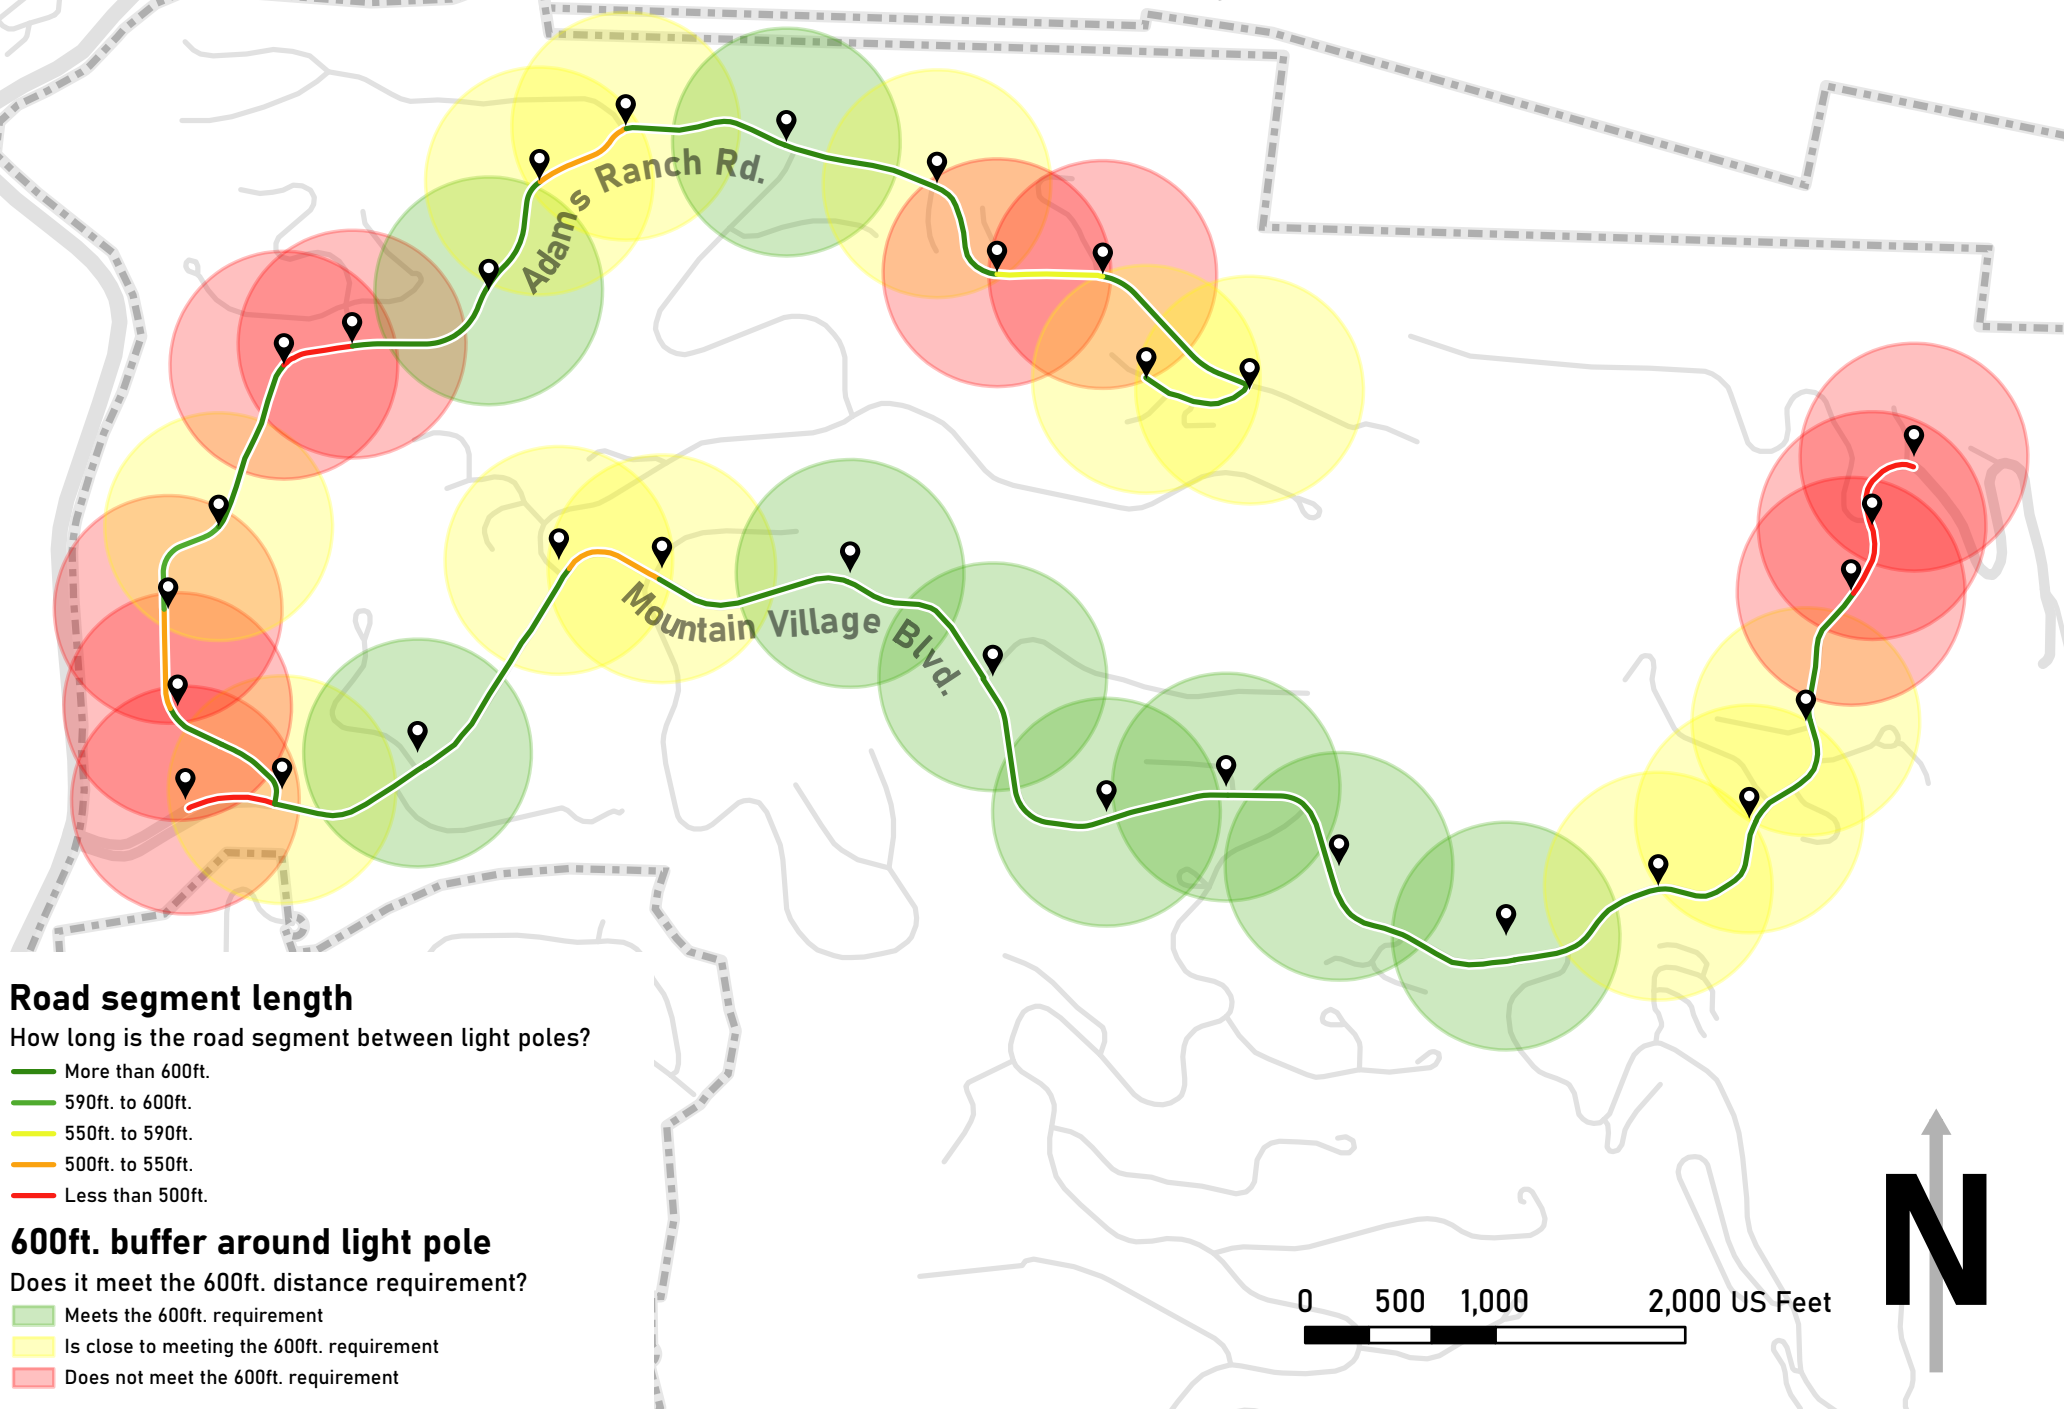 Adams Ranch Rd.
Mountain Village Blvd.
Road segment length
How long is the road segment between light poles?
More than 600ft.
590ft. to 600ft.
550ft. to 590ft.
500ft. to 550ft.
Less than 500ft.
600ft. buffer around light pole
Does it meet the 600ft. distance requirement?
Meets the 600ft. requirement
Is close to meeting the 600ft. requirement
Does not meet the 600ft. requirement
0 500 1,000 2,000 US Feet
N